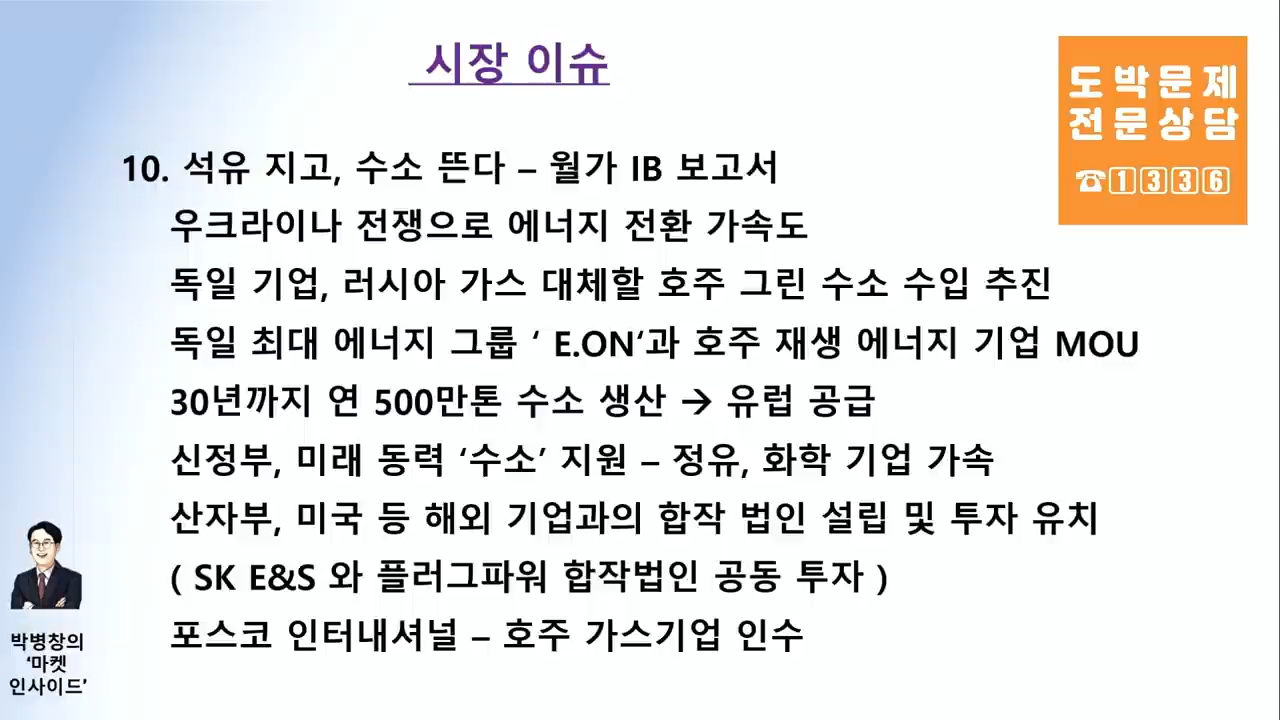 시장 이슈
도박문제
전문상담
☎1336
10. 석유 지고, 수소 뜬다 – 월가 IB 보고서
우크라이나 전쟁으로 에너지 전환 가속도
독일 기업, 러시아 가스 대체할 호주 그린 수소 수입 추진
독일 최대 에너지 그룹 ‘ E.ON‘과 호주 재생 에너지 기업 MOU
30년까지 연 500만톤 수소 생산 → 유럽 공급
신정부, 미래 동력 ‘수소’ 지원 – 정유, 화학 기업 가속
산자부, 미국 등 해외 기업과의 합작 법인 설립 및 투자 유치
( SK E&S 와 플러그파워 합작법인 공동 투자 )
포스코 인터내셔널 – 호주 가스기업 인수
박병창의
‘마켓
인사이드’